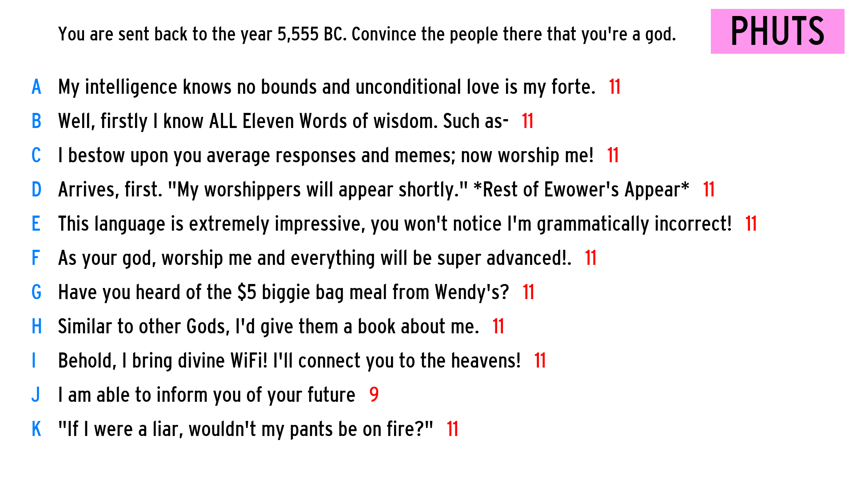 You are sent back to the year 5,555 BC. Convince the people there that you're a god.
PHUTS
A My intelligence knows no bounds and unconditional love is my forte. 11
B Well, firstly I know ALL Eleven Words of wisdom. Such as- 11
C I bestow upon you average responses and memes; now worship me! 11
D Arrives, first. "My worshippers will appear shortly." *Rest of Ewower's Appear* 11
E This language is extremely impressive, you won't notice I'm grammatically incorrect! 11
F As your god, worship me and everything will be super advanced!. 11
G Have you heard of the $5 biggie bag meal from Wendy's? 11
H Similar to other Gods, I'd give them a book about me. 11
I Behold, I bring divine WiFi! I'll connect you to the heavens! 11
J I am able to inform you of your future 9
K "If I were a liar, wouldn't my pants be on fire?" 11